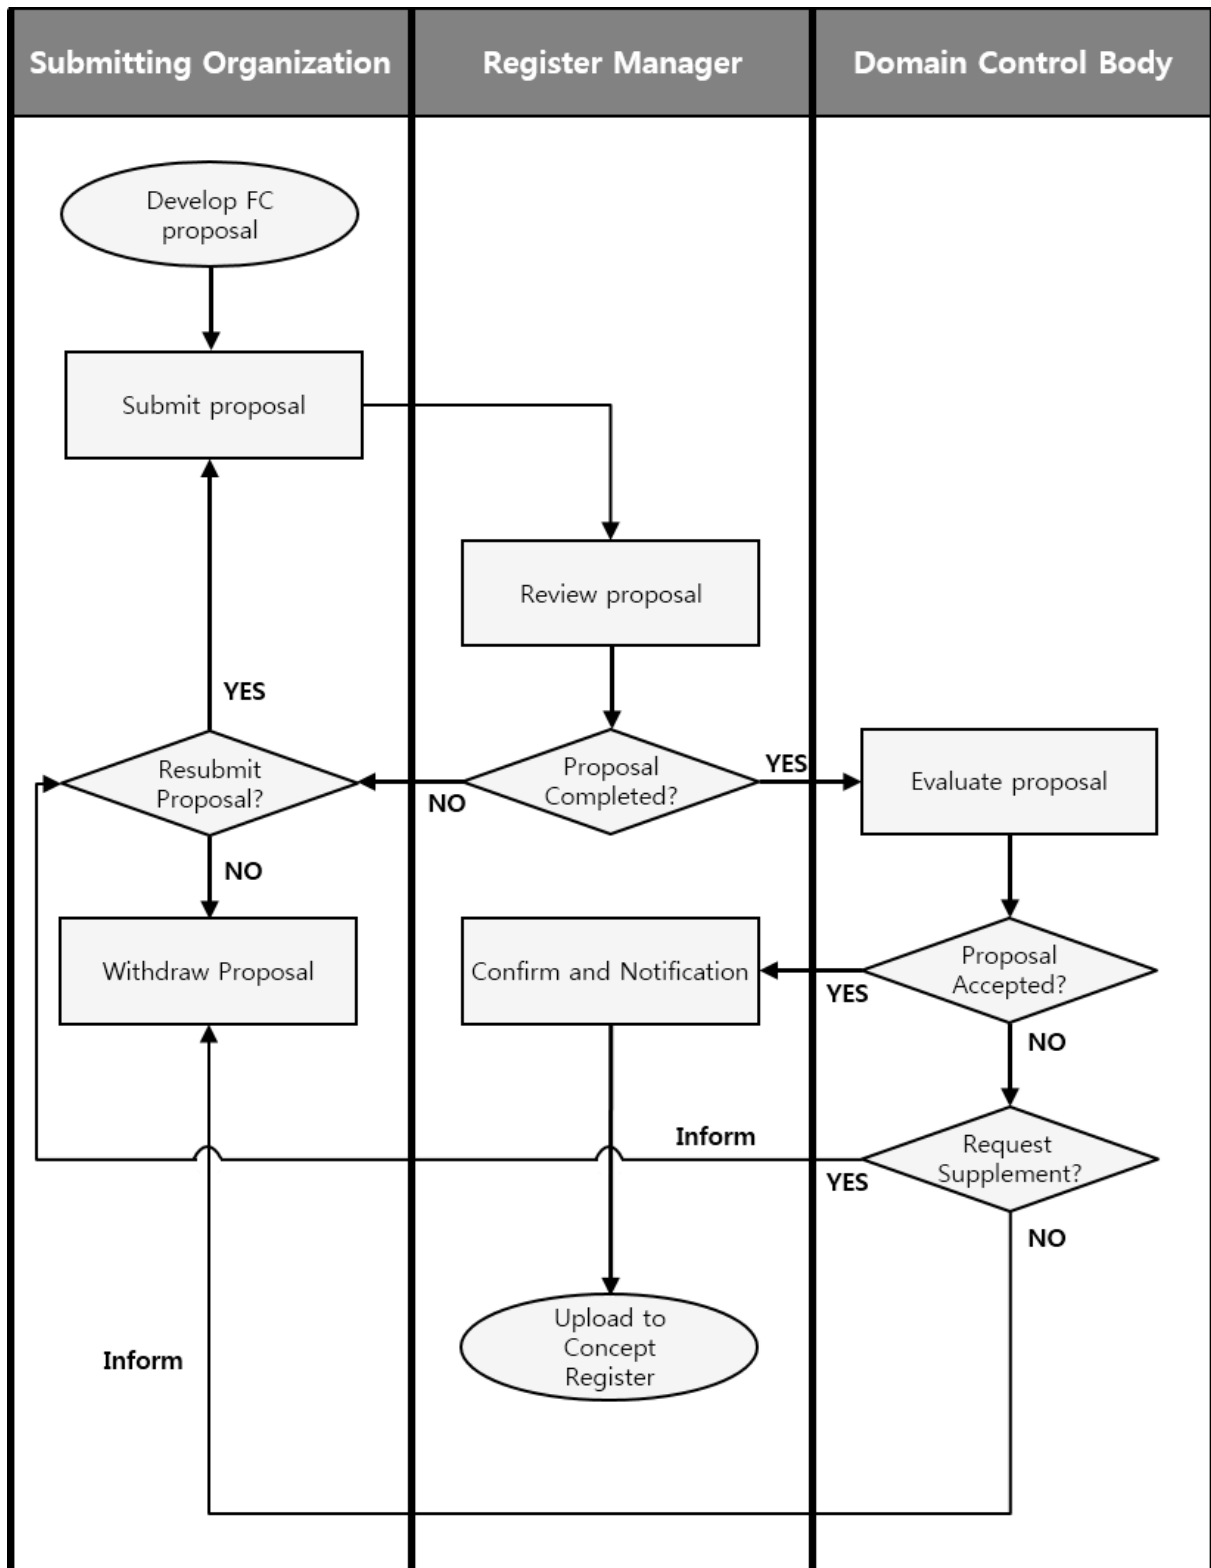 Submitting Organization
Register Manager
Domain Control Body
Develop FC
proposal
Submit proposal
Review proposal
YES
Resubmit
Proposal?
NO
Proposal
Completed?
YES
Evaluate proposal
NO
Withdraw Proposal
Confirm and Notification
YES
Proposal
Accepted?
NO
Inform
YES
Request
Supplement?
NO
Upload to
Concept
Register
Inform